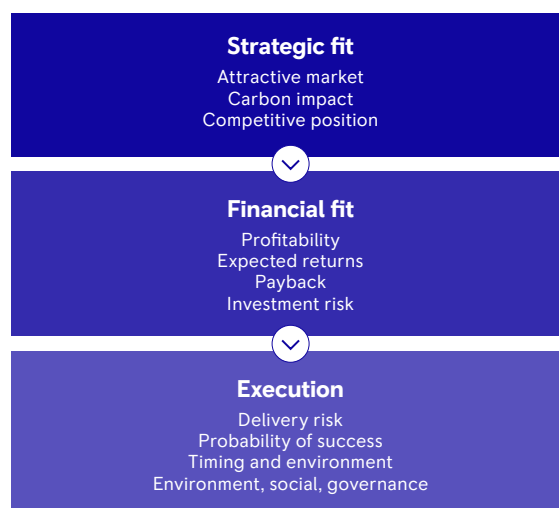 Strategic fit
Attractive market
Carbon impact
Competitive position
Financial fit
Profitability
Expected returns
Payback
Investment risk
Execution
Delivery risk
Probability of success
Timing and environment
Environment, social, governance